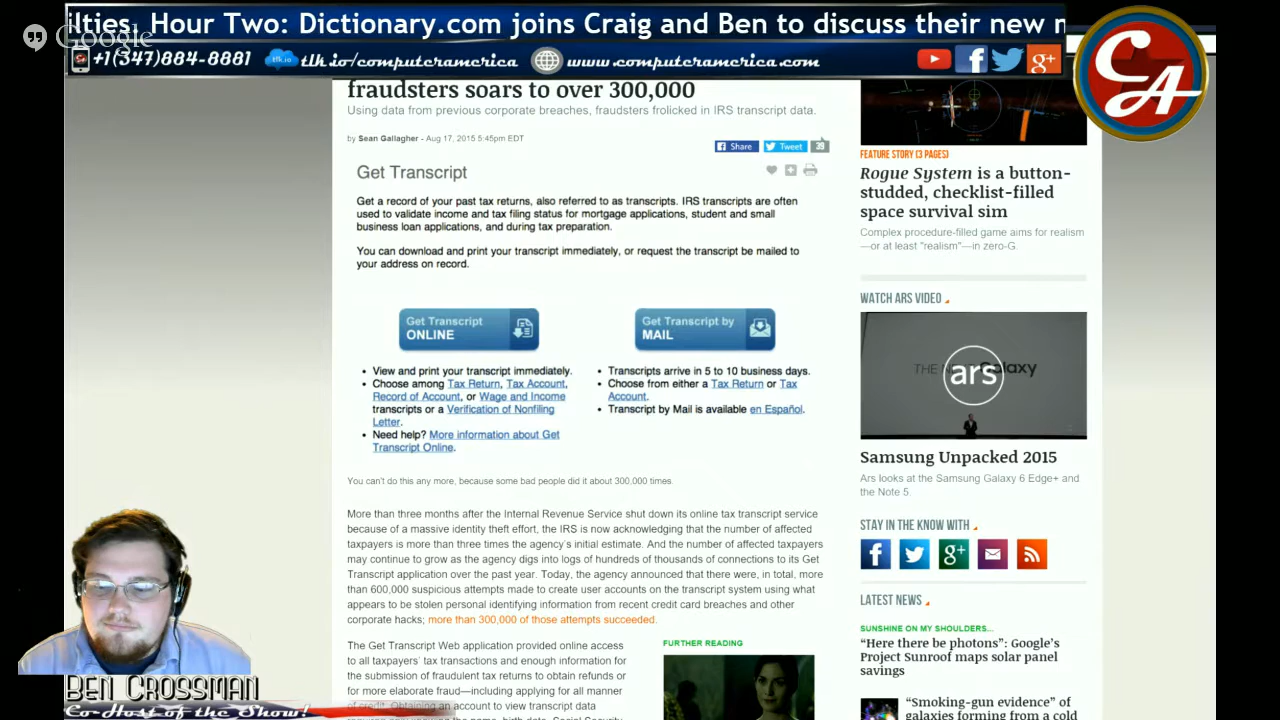 ilties, Hour Two: Dictionary.com joins Craig and Ben to discuss their new
Google
+1(347)884-8881 tlk.io/computeramerica www.computeramerica.com
CA
fraudsters soars to over 300,000
Using data from previous corporate breaches, fraudsters frolicked in IRS transcript data.
by Sean Gallagher - Aug 17, 2015 5:45pm EDT
Share Tweet 39
Get Transcript
Get a record of your past tax returns, also referred to as transcripts. IRS transcripts are often
used to validate income and tax filing status for mortgage applications, student and small
business loan applications, and during tax preparation.
You can download and print your transcript immediately, or request the transcript be mailed to
your address on record.
Get Transcript
ONLINE
Get Transcript by
MAIL
• View and print your transcript immediately.
• Choose among Tax Return, Tax Account,
Record of Account, or Wage and Income
transcripts or a Verification of Nonfiling
Letter.
• Need help? More information about Get
Transcript Online.
• Transcripts arrive in 5 to 10 business days.
• Choose from either a Tax Return or Tax
Account.
• Transcript by Mail is available en Español.
You can't do this any more, because some bad people did it about 300,000 times.
More than three months after the Internal Revenue Service shut down its online tax transcript service
because of a massive identity theft effort, the IRS is now acknowledging that the number of affected
taxpayers is more than three times the agency's initial estimate. And the number of affected taxpayers
may continue to grow as the agency digs into logs of hundreds of thousands of connections to its Get
Transcript application over the past year. Today, the agency announced that there were, in total, more
than 600,000 suspicious attempts made to create user accounts on the transcript system using what
appears to be stolen personal identifying information from recent credit card breaches and other
corporate hacks; more than 300,000 of those attempts succeeded.
The Get Transcript Web application provided online access
to all taxpayers' tax transactions and enough information for
the submission of fraudulent tax returns to obtain refunds or
for more elaborate fraud—including applying for all manner
of credit. Obtaining an account to view transcript data
FURTHER READING
FEATURE STORY (3 PAGES)
Rogue System is a button-
studded, checklist-filled
space survival sim
Complex procedure-filled game aims for realism
—or at least "realism"—in zero-G.
WATCH ARS VIDEO
ars
Galaxy
Samsung Unpacked 2015
Ars looks at the Samsung Galaxy 6 Edge+ and
the Note 5.
STAY IN THE KNOW WITH
LATEST NEWS
SUNSHINE ON MY SHOULDERS...
“Here there be photons”: Google’s
Project Sunroof maps solar panel
savings
“Smoking-gun evidence” of
galaxies forming from a cold
Ben Crossman
Co-Host of the Show!